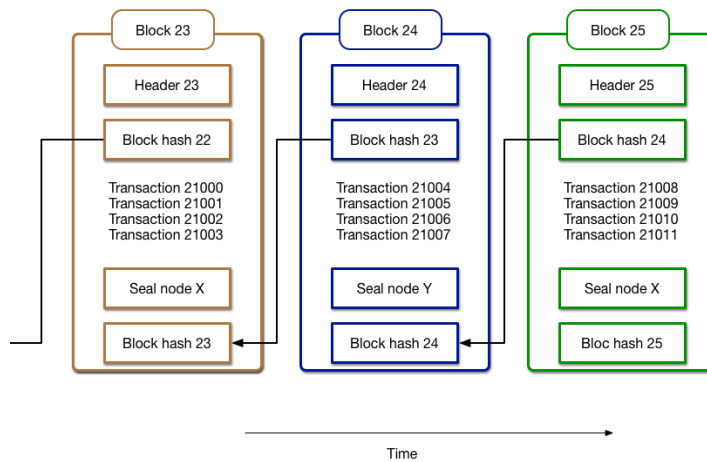 Block 23
Header 23
Block hash 22
Transaction 21000
Transaction 21001
Transaction 21002
Transaction 21003
Seal node X
Block hash 23
Block 24
Header 24
Block hash 23
Transaction 21004
Transaction 21005
Transaction 21006
Transaction 21007
Seal node Y
Block hash 24
Block 25
Header 25
Block hash 24
Transaction 21008
Transaction 21009
Transaction 21010
Transaction 21011
Seal node X
Bloc hash 25
Time